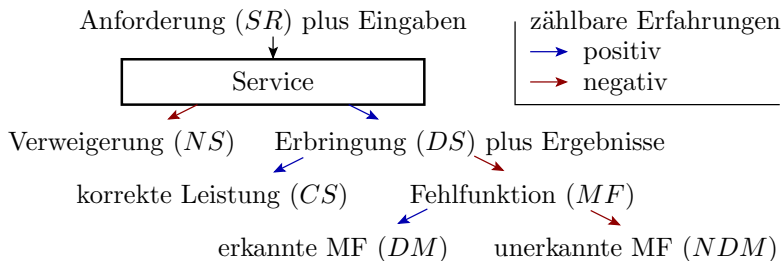 Anforderung (SR) plus Eingaben
zählbare Erfahrungen
positiv
negativ
Service
Verweigerung (NS)
Erbringung (DS) plus Ergebnisse
korrekte Leistung (CS)
Fehlfunktion (MF)
erkannte MF (DM)
unerkannte MF (NDM)